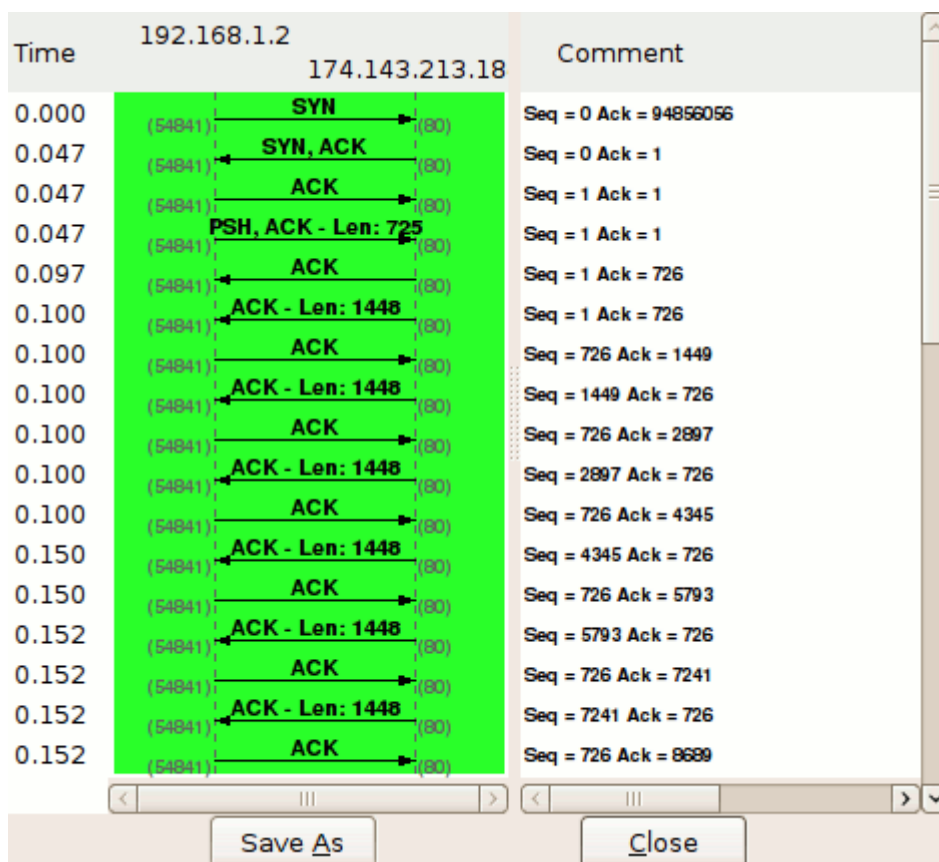 Time 192.168.1.2 174.143.213.18 Comment
0.000 (54841) SYN (80) Seq = 0 Ack = 94856056
0.047 (54841) SYN, ACK (80) Seq = 0 Ack = 1
0.047 (54841) ACK (80) Seq = 1 Ack = 1
0.047 (54841) PSH, ACK - Len: 725 (80) Seq = 1 Ack = 1
0.097 (54841) ACK (80) Seq = 1 Ack = 726
0.100 (54841) ACK - Len: 1448 (80) Seq = 1 Ack = 726
0.100 (54841) ACK (80) Seq = 726 Ack = 1449
0.100 (54841) ACK - Len: 1448 (80) Seq = 1449 Ack = 726
0.100 (54841) ACK (80) Seq = 726 Ack = 2897
0.100 (54841) ACK - Len: 1448 (80) Seq = 2897 Ack = 726
0.100 (54841) ACK (80) Seq = 726 Ack = 4345
0.150 (54841) ACK - Len: 1448 (80) Seq = 4345 Ack = 726
0.150 (54841) ACK (80) Seq = 726 Ack = 5793
0.152 (54841) ACK - Len: 1448 (80) Seq = 5793 Ack = 726
0.152 (54841) ACK (80) Seq = 726 Ack = 7241
0.152 (54841) ACK - Len: 1448 (80) Seq = 7241 Ack = 726
0.152 (54841) ACK (80) Seq = 726 Ack = 8689
Save As Close